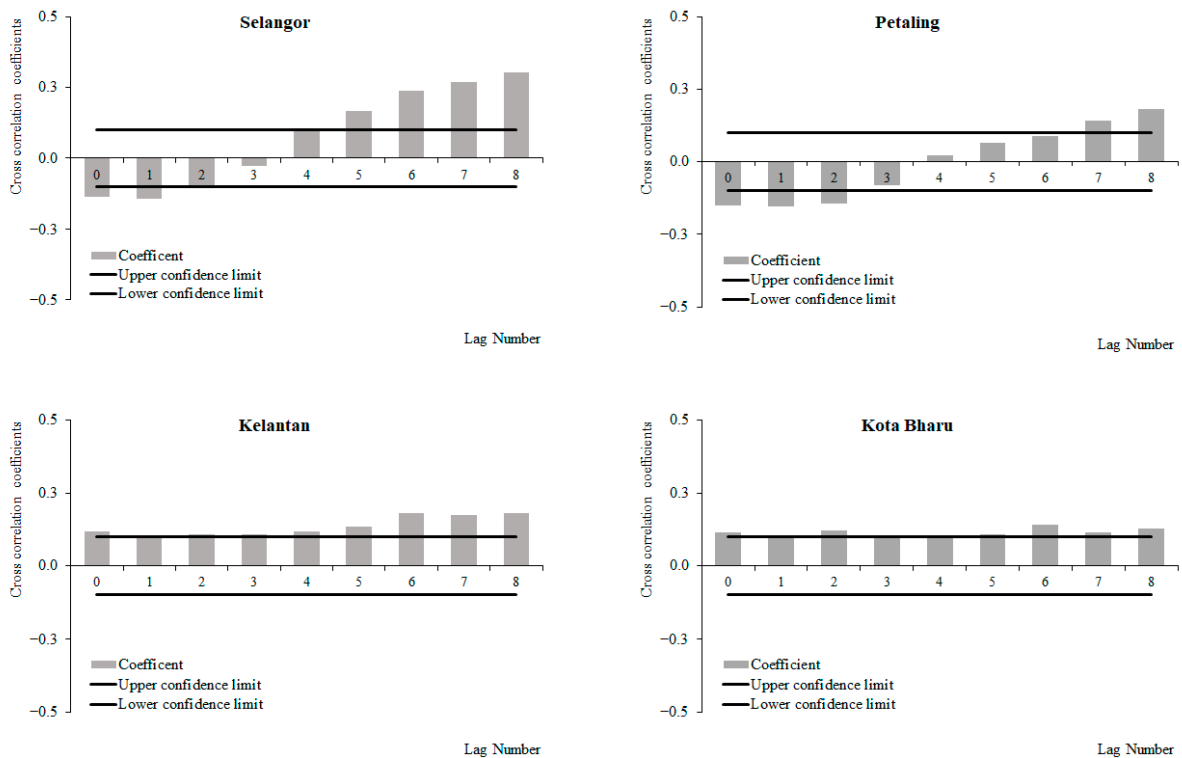 Selangor
Cross correlation coefficients
0.5
0.3
0.0
−0.3
−0.5
0 1 2 3 4 5 6 7 8
Coefficent
Upper confidence limit
Lower confidence limit
Lag Number
Petaling
Cross correlation coefficients
0.5
0.3
0.0
−0.3
−0.5
0 1 2 3 4 5 6 7 8
Coefficient
Upper confidence limit
Lower confidence limit
Lag Number
Kelantan
Cross correlation coefficients
0.5
0.3
0.0
−0.3
−0.5
0 1 2 3 4 5 6 7 8
Coefficent
Upper confidence limit
Lower confidence limit
Lag Number
Kota Bharu
Cross correlation coefficients
0.5
0.3
0.0
−0.3
−0.5
0 1 2 3 4 5 6 7 8
Coefficient
Upper confidence limit
Lower confidence limit
Lag Number